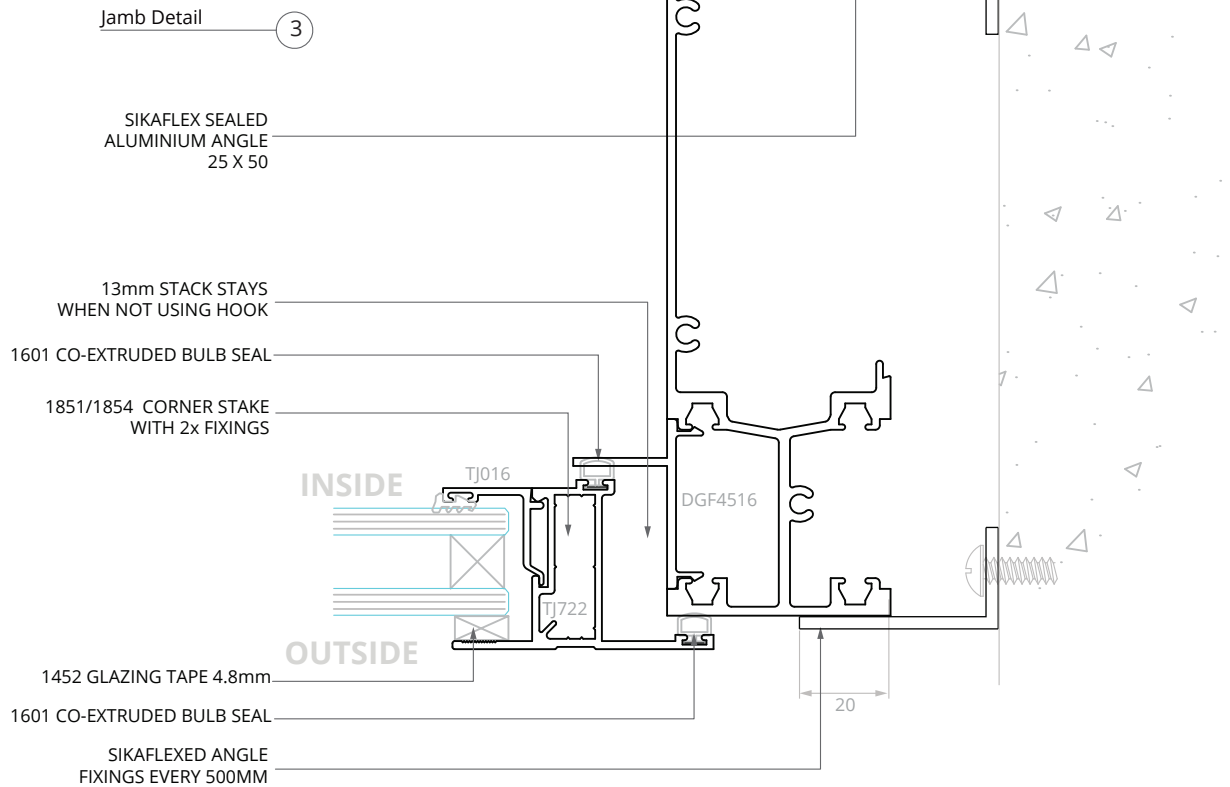 Jamb Detail
3
SIKAFLEX SEALED
ALUMINIUM ANGLE
25 X 50
13mm STACK STAYS
WHEN NOT USING HOOK
1601 CO-EXTRUDED BULB SEAL
1851/1854 CORNER STAKE
WITH 2x FIXINGS
INSIDE
TJ016
DGF4516
TJ722
OUTSIDE
1452 GLAZING TAPE 4.8mm
20
1601 CO-EXTRUDED BULB SEAL
SIKAFLEXED ANGLE
FIXINGS EVERY 500MM